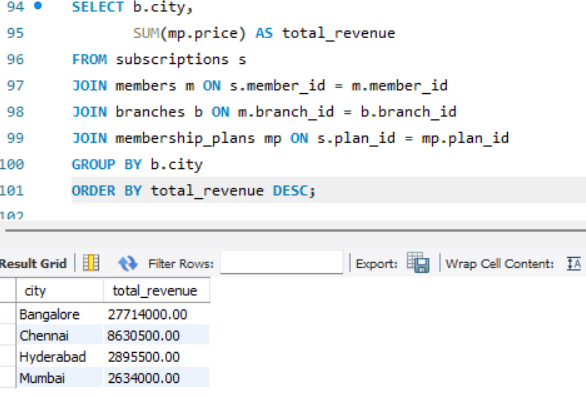 94 SELECT b.city,
95 SUM(mp.price) AS total_revenue
96 FROM subscriptions s
97 JOIN members m ON s.member_id = m.member_id
98 JOIN branches b ON m.branch_id = b.branch_id
99 JOIN membership_plans mp ON s.plan_id = mp.plan_id
100 GROUP BY b.city
101 ORDER BY total_revenue DESC;
102
Result Grid Filter Rows: Export: Wrap Cell Content: IA
city total_revenue
Bangalore 27714000.00
Chennai 8630500.00
Hyderabad 2895500.00
Mumbai 2634000.00